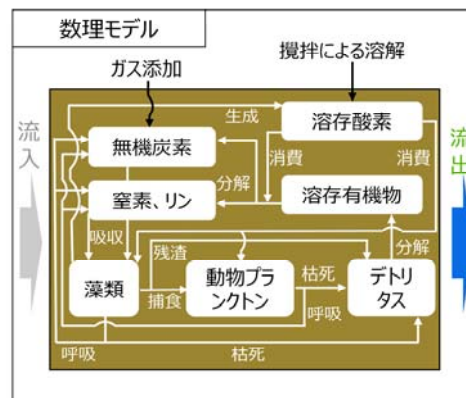 数理モデル
ガス添加
攪拌による溶解
流入
流出
生成
溶存酸素
無機炭素
消費
消費
分解
窒素、リン
溶存有機物
吸収
残渣
分解
藻類
捕食
動物プランクトン
枯死
デトリタス
呼吸
呼吸
枯死